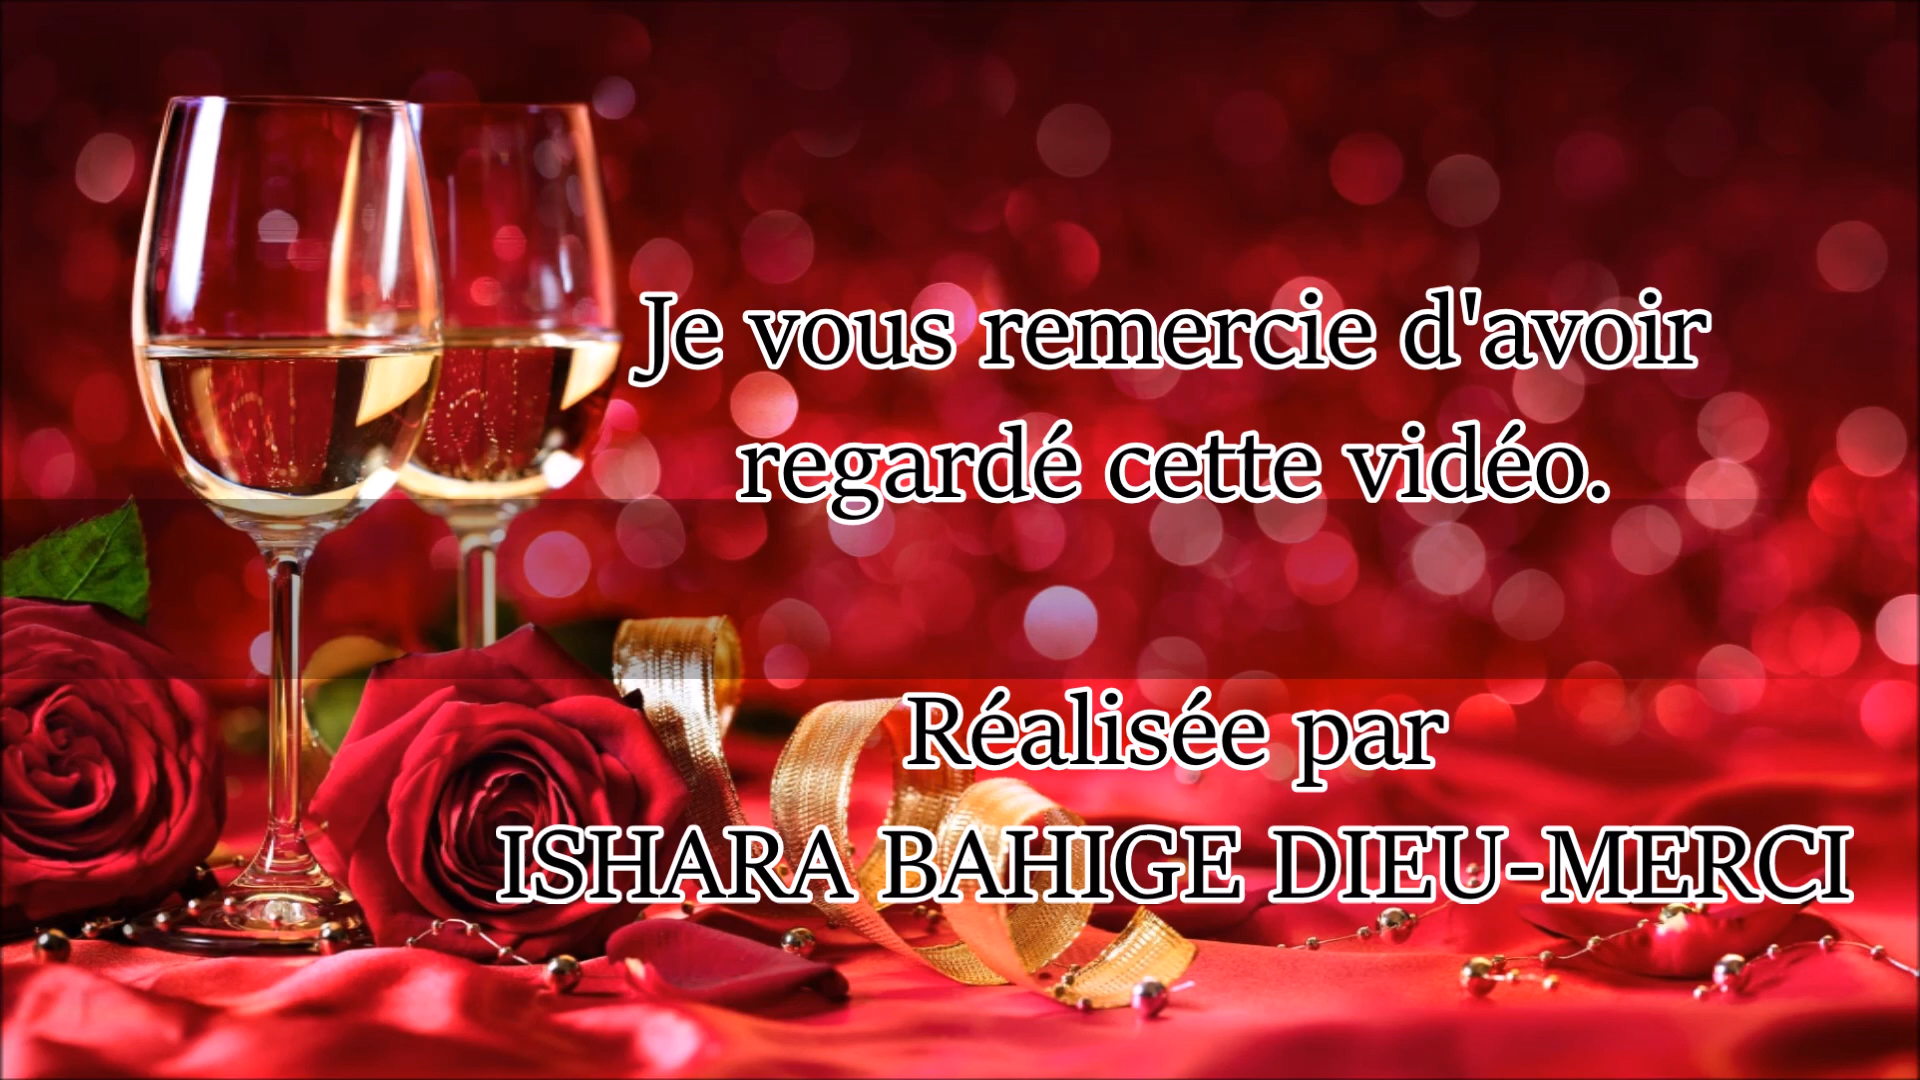 Je vous remercie d'avoir
regardé cette vidéo.
Réalisée par
ISHARA BAHIGE DIEU-MERCI